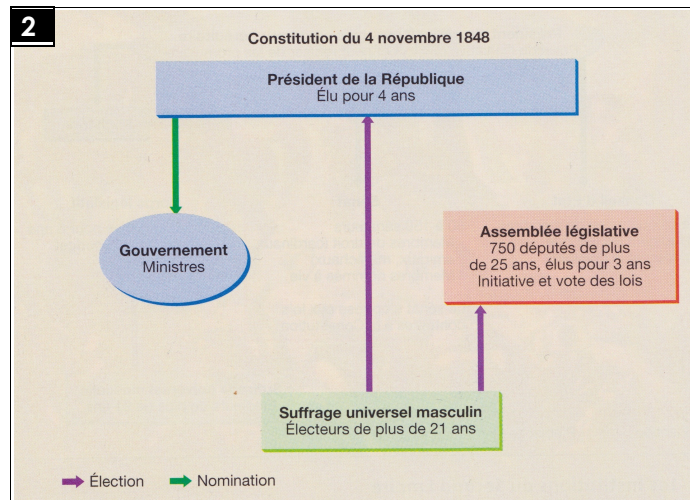 2
Constitution du 4 novembre 1848
Président de la République
Élu pour 4 ans
Gouvernement
Ministres
Assemblée législative
750 députés de plus
de 25 ans, élus pour 3 ans
Initiative et vote des lois
Suffrage universel masculin
Électeurs de plus de 21 ans
Élection
Nomination